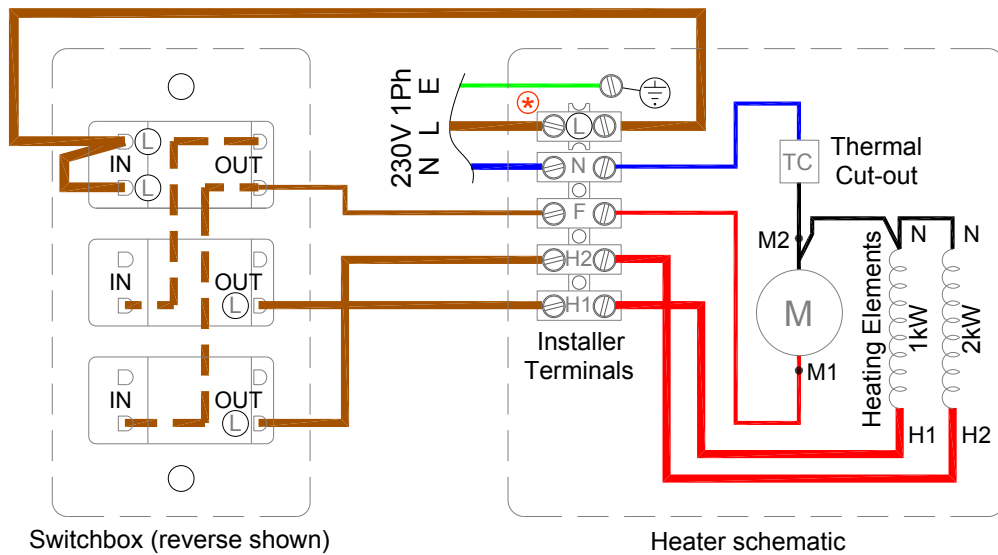 230V 1Ph
E
L
N
*
L
N
F
H2
H1
Installer
Terminals
L
IN
OUT
L
IN
OUT
L
IN
OUT
L
TC
Thermal
Cut-out
M2
N
N
M
Heating Elements
1kW
2kW
M1
H1
H2
Switchbox (reverse shown)
Heater schematic